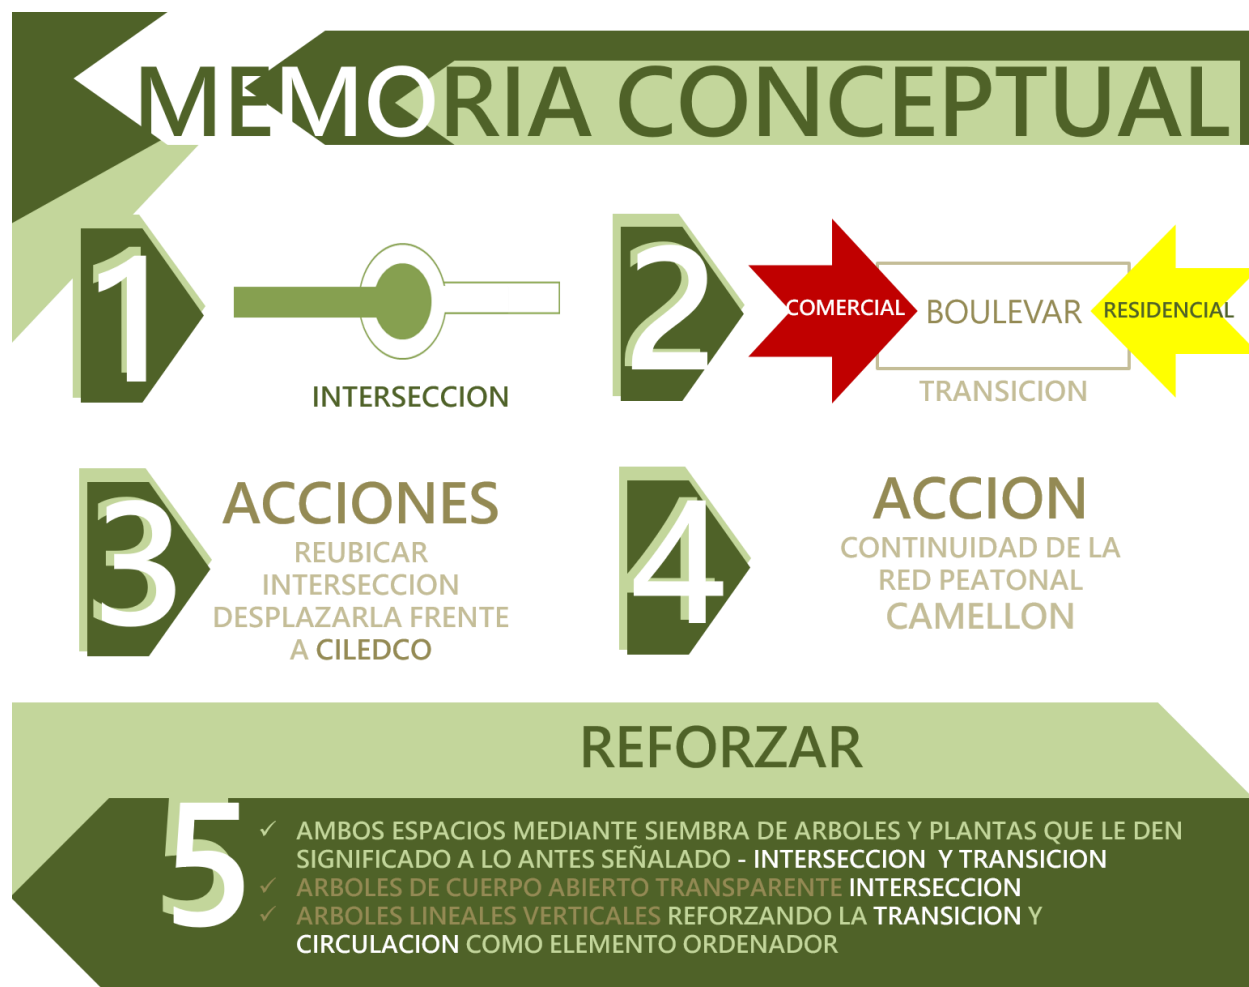 MEMORIA CONCEPTUAL
1
INTERSECCION
2
COMERCIAL
BOULEVAR
RESIDENCIAL
TRANSICION
3
ACCIONES
REUBICAR
INTERSECCION
DESPLAZARLA FRENTE
A CILEDCO
4
ACCION
CONTINUIDAD DE LA
RED PEATONAL
CAMELLON
REFORZAR
5
✓ AMBOS ESPACIOS MEDIANTE SIEMBRA DE ARBOLES Y PLANTAS QUE LE DEN
SIGNIFICADO A LO ANTES SEÑALADO - INTERSECCION Y TRANSICION
✓ ARBOLES DE CUERPO ABIERTO TRANSPARENTE INTERSECCION
✓ ARBOLES LINEALES VERTICALES REFORZANDO LA TRANSICION Y
CIRCULACION COMO ELEMENTO ORDENADOR